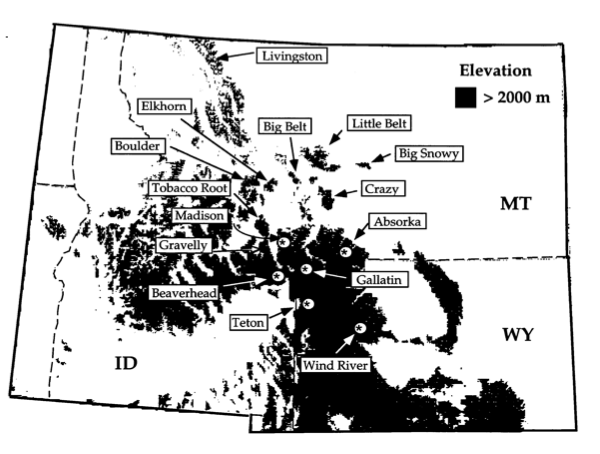 Livingston
Elevation
> 2000 m
Elkhorn
Big Belt
Little Belt
Boulder
Big Snowy
Tobacco Root
Crazy
MT
Madison
Absorka
Gravelly
Gallatin
Beaverhead
Teton
WY
ID
Wind River